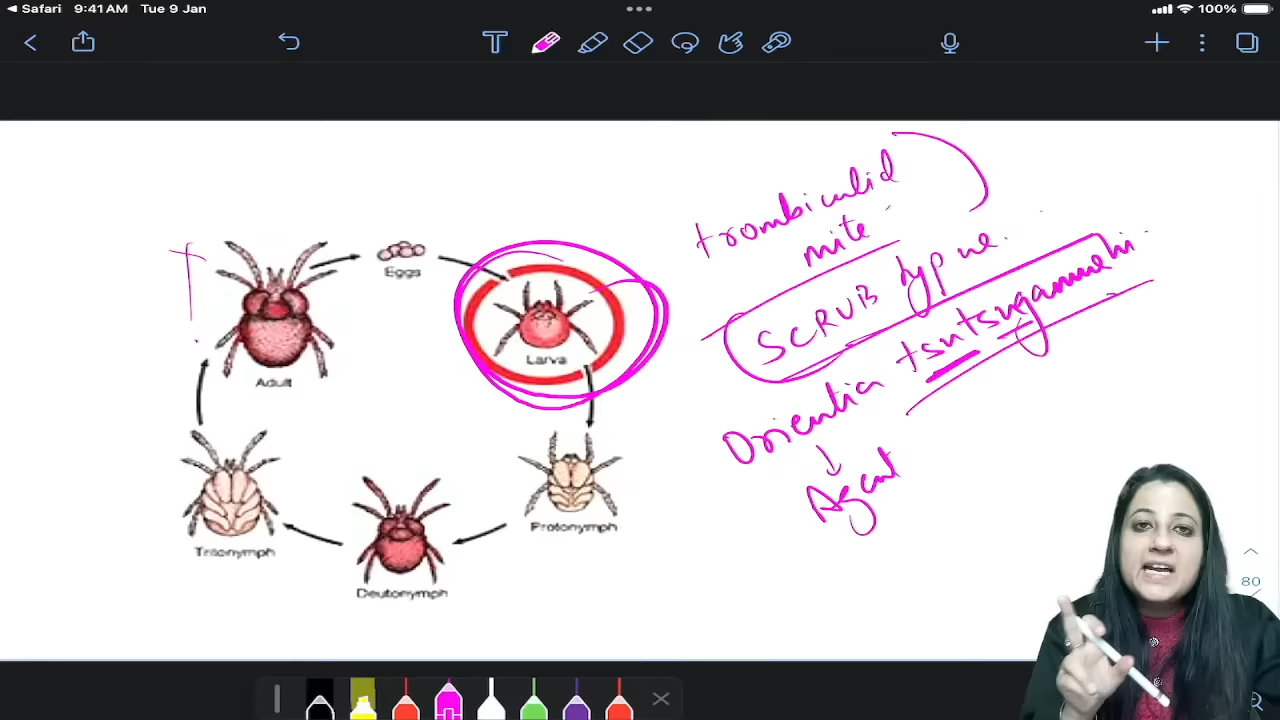 Safari 9:41 AM Tue 9 Jan
100%
trombiculid
mite
SCRUB
Orientia tsutsugamushi
Agent
Eggs
Larva
Adult
Protonymph
Tritonymph
Deutonymph
80